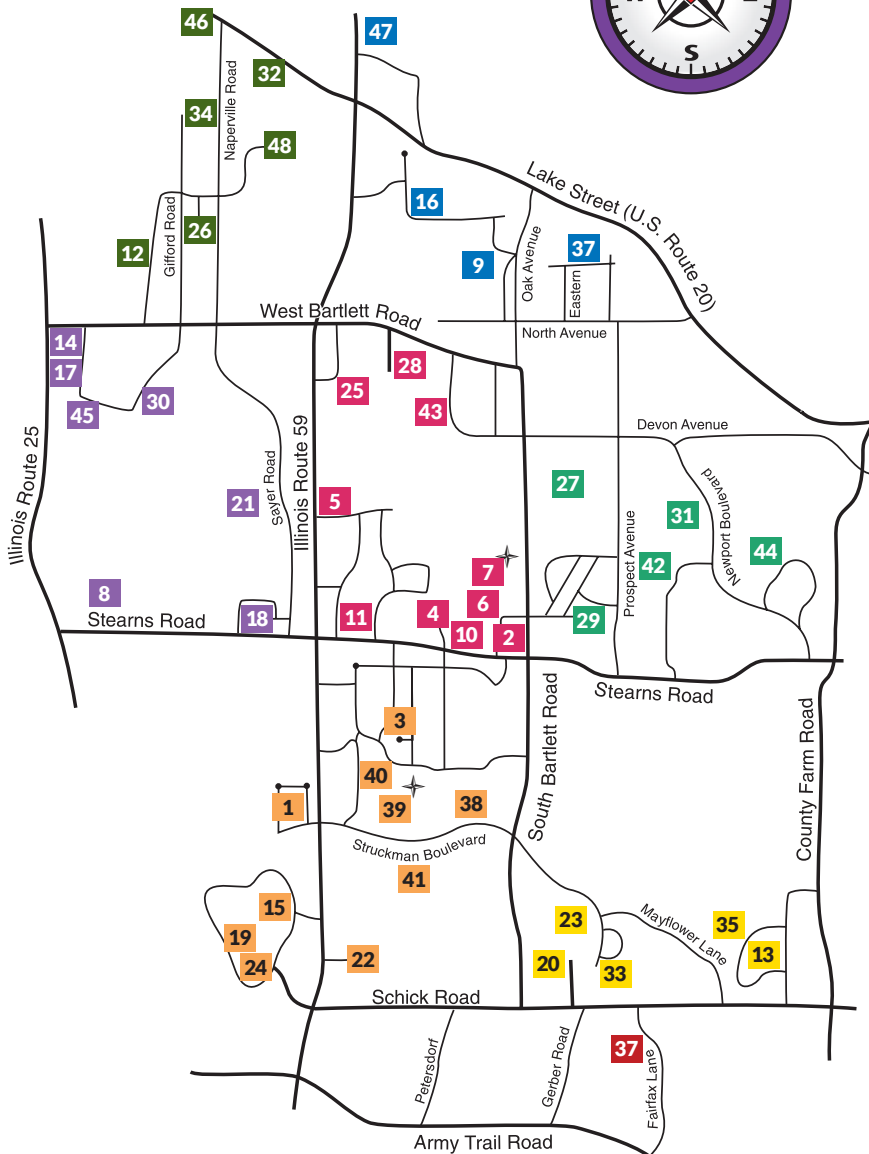 46
47
32
Naperville Road
34
48
S
Lake Street (U.S. Route 20)
16
26
Gifford Road
12
9
Oak Avenue
37
Eastern
West Bartlett Road
North Avenue
14
17
45
30
28
25
43
Devon Avenue
Illinois Route 25
Sayer Road
Illinois Route 59
21
5
27
31
Newport Boulevard
Prospect Avenue
42
44
7
6
8
Stearns Road
18
11
4
10
2
29
Stearns Road
South Bartlett Road
County Farm Road
3
40
39
38
1
Struckman Boulevard
41
15
19
24
22
23
20
33
Mayflower Lane
35
13
Schick Road
Petersdorf
Gerber Road
37
Fairfax Lane
Army Trail Road